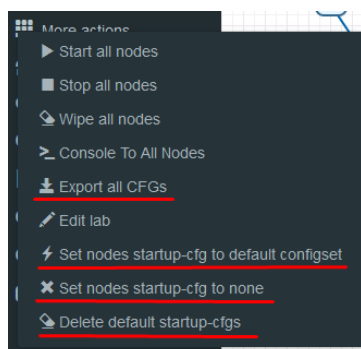 More actions
Start all nodes
Stop all nodes
Wipe all nodes
Console To All Nodes
Export all CFGs
Edit lab
Set nodes startup-cfg to default configset
Set nodes startup-cfg to none
Delete default startup-cfgs